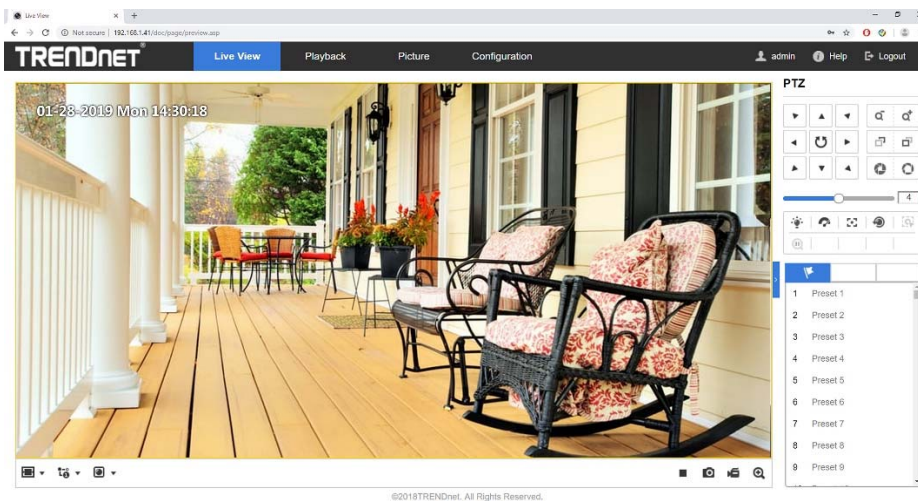 Live View
Not secure | 192.168.1.41/doc/page/preview.asp
TRENDnet
Live View Playback Picture Configuration admin Help Logout
PTZ
01-28-2019 Mon 14:30:18
4
1 Preset 1
2 Preset 2
3 Preset 3
4 Preset 4
5 Preset 5
6 Preset 6
7 Preset 7
8 Preset 8
9 Preset 9
©2018TRENDnet. All Rights Reserved.